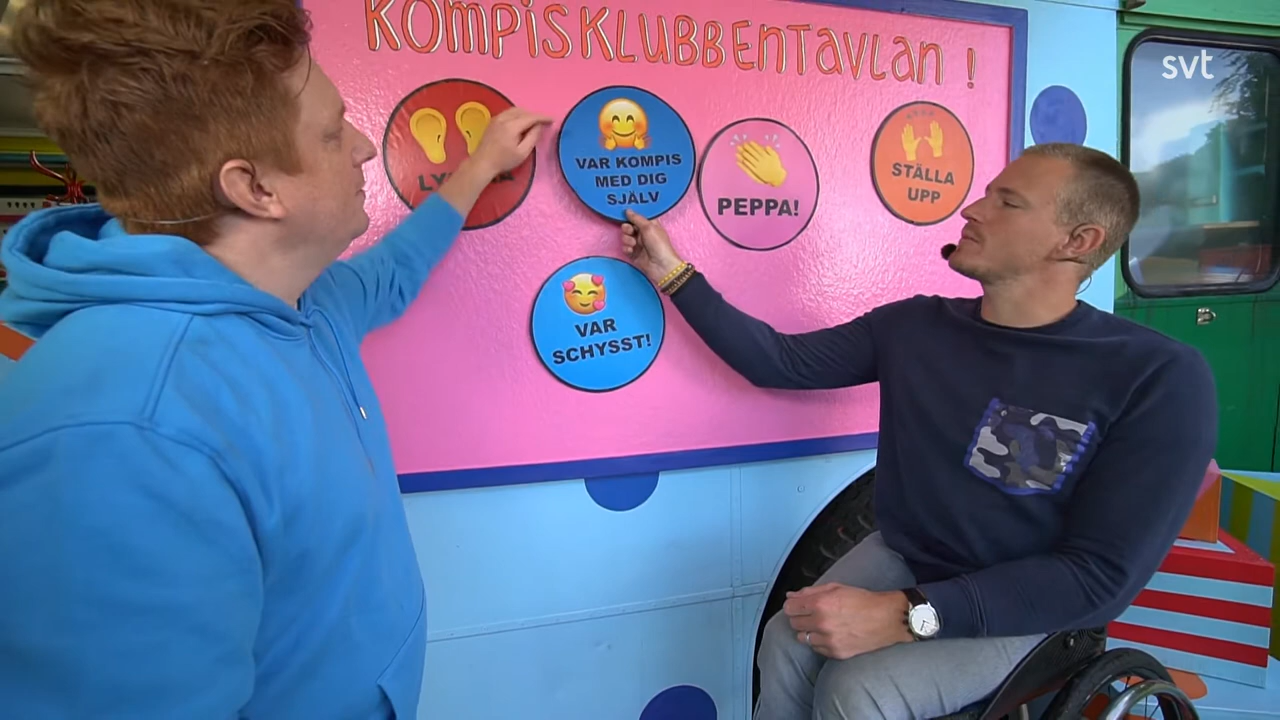 KOMPISKLUBBENTAVLAN !
svt
VAR KOMPIS
MED DIG
SJÄLV
PEPPA!
STÄLLA
UPP
VAR
SCHYSST!